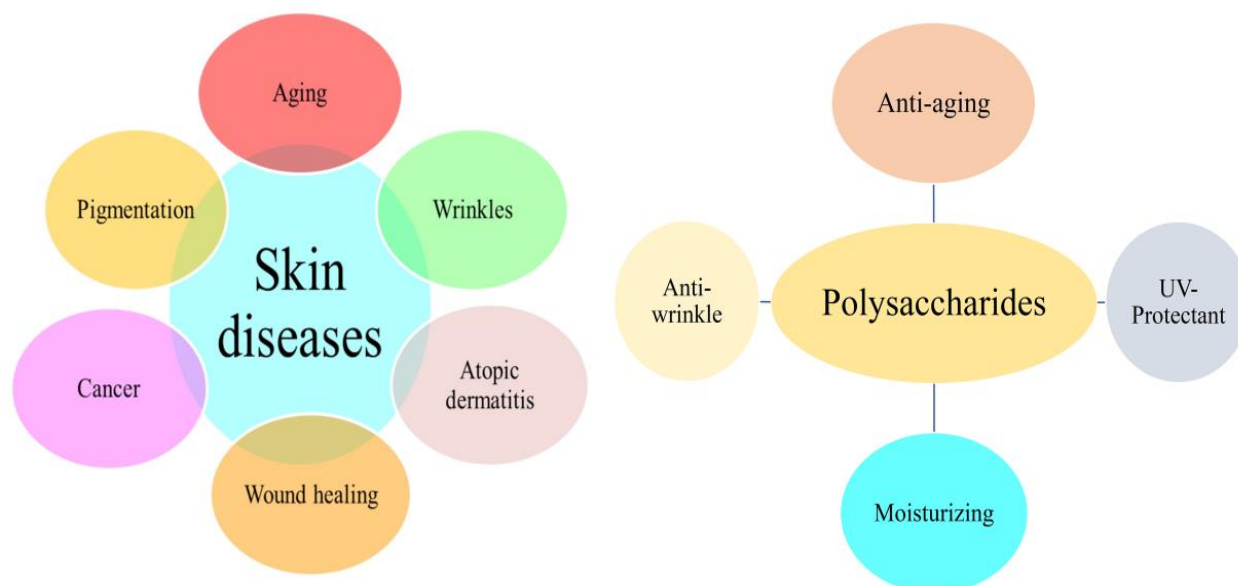 Aging
Pigmentation
Wrinkles
Skin
diseases
Cancer
Atopic
dermatitis
Wound healing
Anti-aging
Anti-
wrinkle
Polysaccharides
UV-
Protectant
Moisturizing